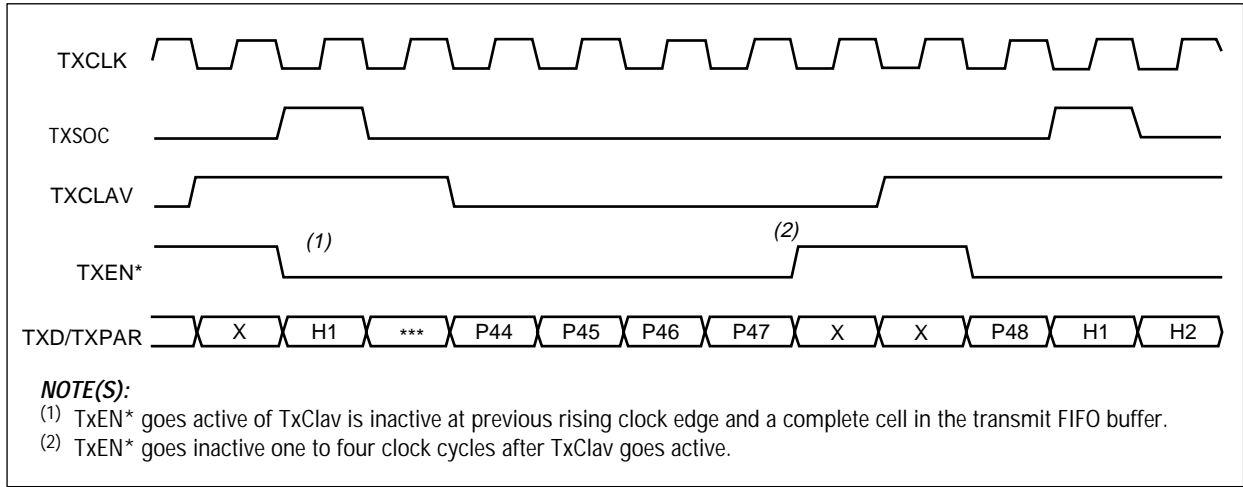 TXCLK
TXSOC
TXCLAV
(1)
(2)
TXEN*
TXD/TXPAR X H1 *** P44 P45 P46 P47 X X P48 H1 H2
NOTE(S):
(1) TxEN* goes active of TxClav is inactive at previous rising clock edge and a complete cell in the transmit FIFO buffer.
(2) TxEN* goes inactive one to four clock cycles after TxClav goes active.